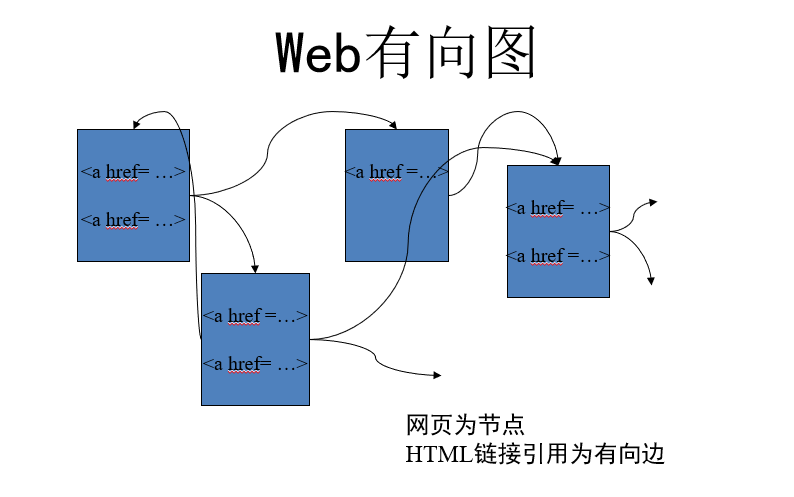 Web有向图
<a href= …>
<a href= …>
<a href =…>
<a href= …>
<a href =…>
<a href =…>
<a href= …>
网页为节点
HTML链接引用为有向边